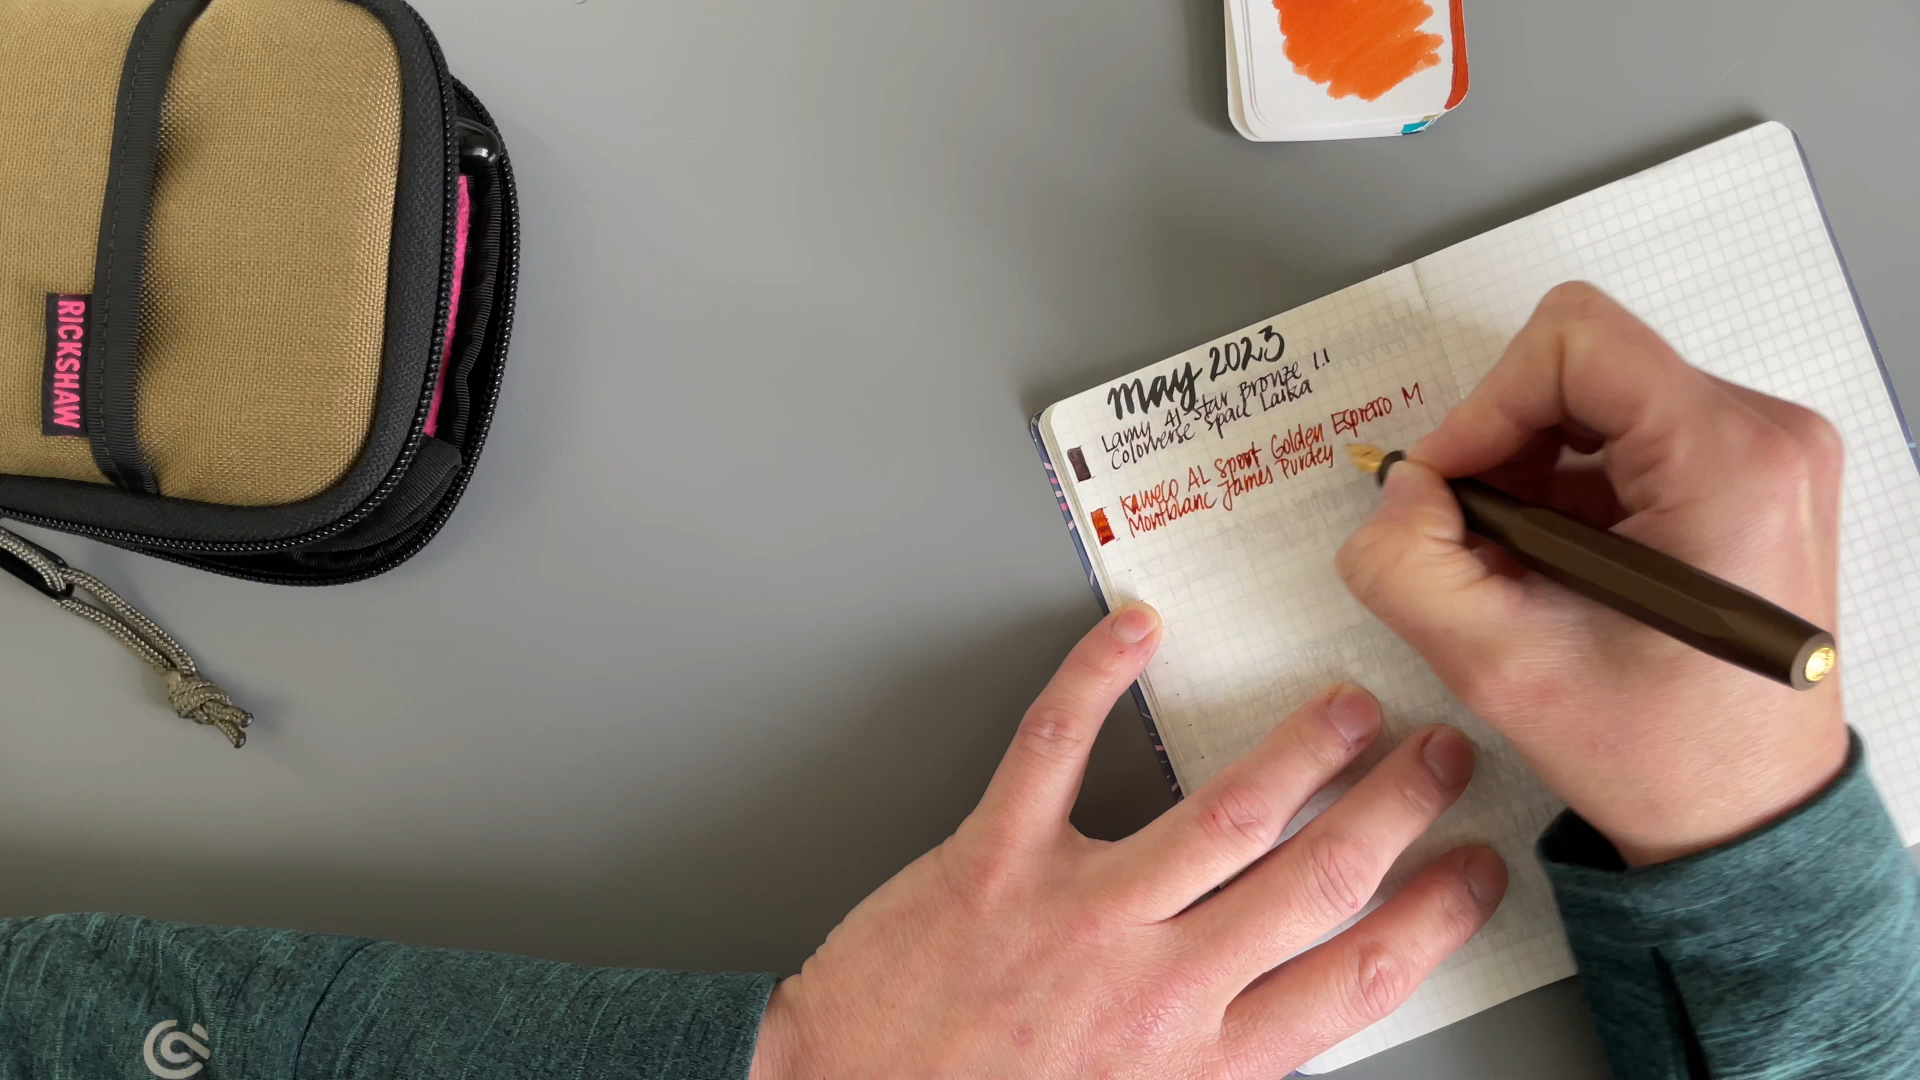 RICKSHAW
May 2023
Lamy Al-Star Bronze 1.1
Colorverse Space Laika
Kaweco AL Sport Golden Espresso M
Montblanc James Purdey